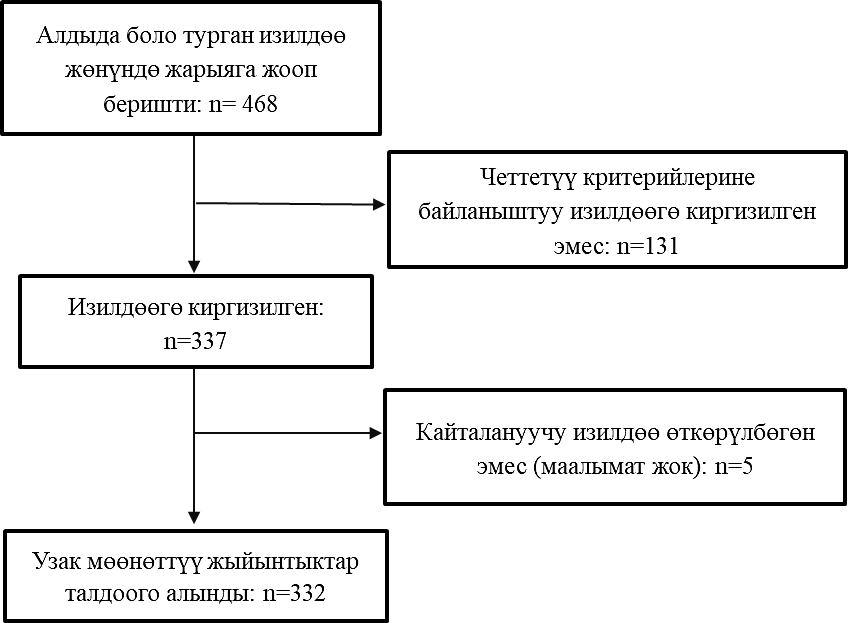 Алдыда боло турган изилдөө
жөнүндө жарыяга жооп
беришти: n= 468
Четтетүү критерийлерине
байланыштуу изилдөөгө киргизилген
эмес: n=131
Изилдөөгө киргизилген:
n=337
Кайталануучу изилдөө өткөрүлбөгөн
эмес (маалымат жок): n=5
Узак мөөнөттүү жыйынтыктар
талдоого алынды: n=332